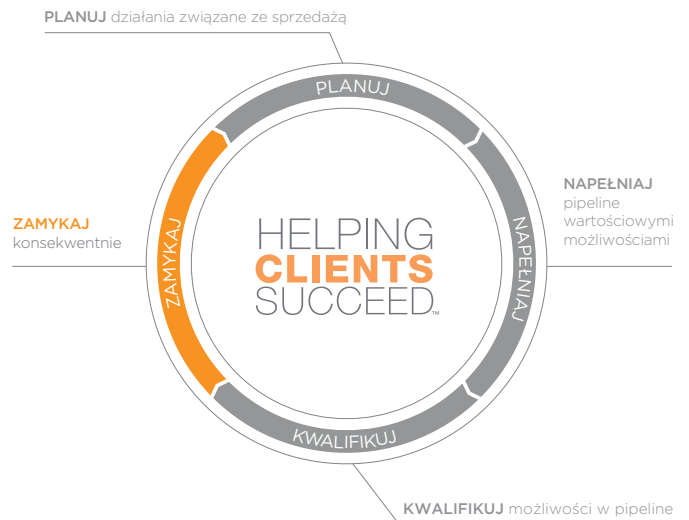 PLANUJ działania związane ze sprzedażą
PLANUJ
NAPEŁNIAJ
pipeline
wartościowymi
możliwościami
NAPEŁNIAJ
ZAMYKAJ
konsekwentnie
ZAMYKAJ
HELPING
CLIENTS
SUCCEED™
KWALIFIKUJ
KWALIFIKUJ możliwości w pipeline